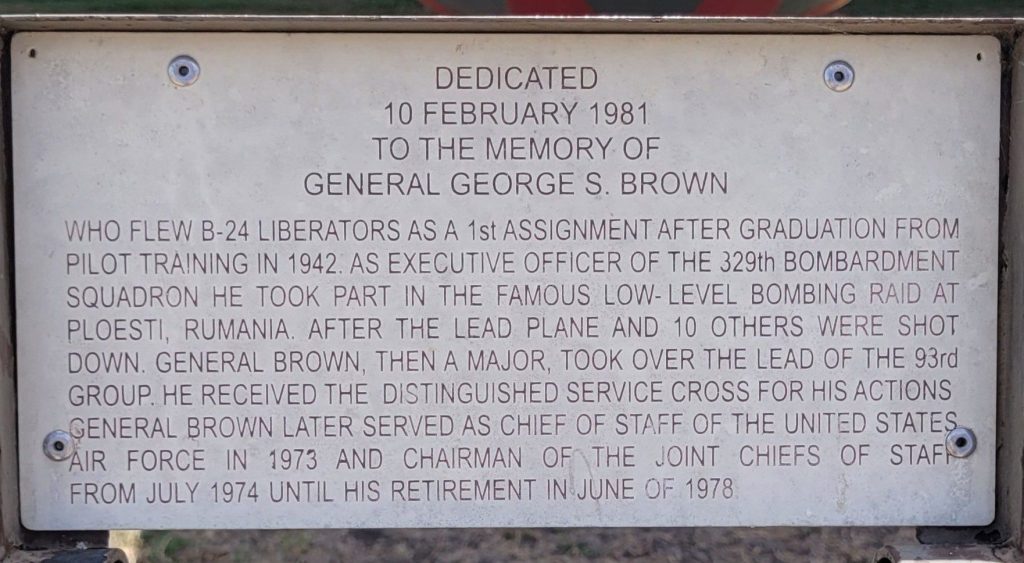 DEDICATED
10 FEBRUARY 1981
TO THE MEMORY OF
GENERAL GEORGE S. BROWN
WHO FLEW B-24 LIBERATORS AS A 1st ASSIGNMENT AFTER GRADUATION FROM
PILOT TRAINING IN 1942. AS EXECUTIVE OFFICER OF THE 329th BOMBARDMENT
SQUADRON HE TOOK PART IN THE FAMOUS LOW-LEVEL BOMBING RAID AT
PLOESTI, RUMANIA. AFTER THE LEAD PLANE AND 10 OTHERS WERE SHOT
DOWN. GENERAL BROWN, THEN A MAJOR, TOOK OVER THE LEAD OF THE 93rd
GROUP. HE RECEIVED THE DISTINGUISHED SERVICE CROSS FOR HIS ACTIONS
GENERAL BROWN LATER SERVED AS CHIEF OF STAFF OF THE UNITED STATES
AIR FORCE IN 1973 AND CHAIRMAN OF THE JOINT CHIEFS OF STAFF
FROM JULY 1974 UNTIL HIS RETIREMENT IN JUNE OF 1978